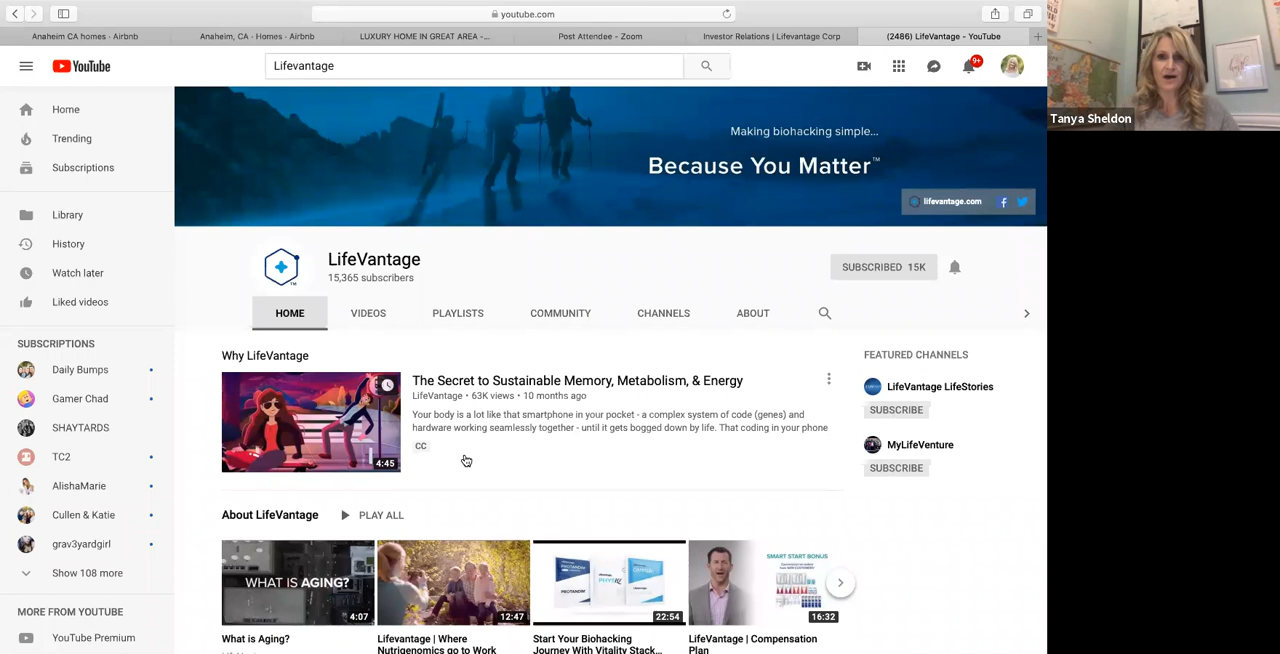 youtube.com
Anaheim CA homes - Airbnb
Anaheim, CA - Homes - Airbnb
LUXURY HOME IN GREAT AREA -...
Post Attendee - Zoom
Investor Relations | Lifevantage Corp
(2486) LifeVantage - YouTube
YouTube
Lifevantage
9+
Tanya Sheldon
Home
Trending
Subscriptions
Library
History
Watch later
Liked videos
SUBSCRIPTIONS
Daily Bumps
Gamer Chad
SHAYTARDS
TC2
AlishaMarie
Cullen & Katie
grav3yardgirl
Show 108 more
MORE FROM YOUTUBE
YouTube Premium
Making biohacking simple...
Because You Matter™
lifevantage.com
LifeVantage
15,365 subscribers
SUBSCRIBED 15K
HOME
VIDEOS
PLAYLISTS
COMMUNITY
CHANNELS
ABOUT
Why LifeVantage
4:45
The Secret to Sustainable Memory, Metabolism, & Energy
LifeVantage • 63K views • 10 months ago
Your body is a lot like that smartphone in your pocket - a complex system of code (genes) and
hardware working seamlessly together - until it gets bogged down by life. That coding in your phone
CC
FEATURED CHANNELS
LifeVantage LifeStories
SUBSCRIBE
MyLifeVenture
SUBSCRIBE
About LifeVantage
PLAY ALL
WHAT IS AGING?
4:07
12:47
PROTANDIM
22:54
SMART START BONUS
16:32
What is Aging?
Lifevantage | Where
Nutrigenomics go to Work
Start Your Biohacking
Journey With Vitality Stack...
LifeVantage | Compensation
Plan